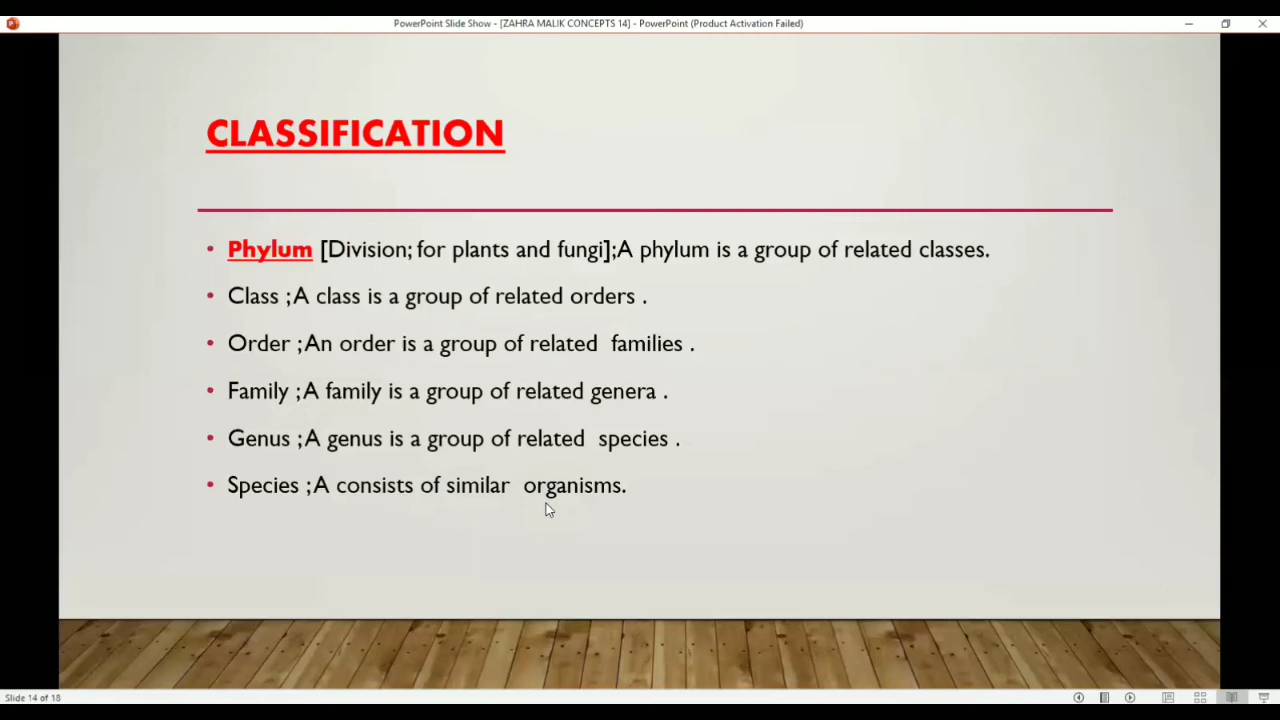 PowerPoint Slide Show - [ZAHRA MALIK CONCEPTS 14] - PowerPoint (Product Activation Failed)
CLASSIFICATION
• Phylum [Division; for plants and fungi];A phylum is a group of related classes.
• Class ;A class is a group of related orders .
• Order ;An order is a group of related families .
• Family ;A family is a group of related genera .
• Genus ;A genus is a group of related species .
• Species ;A consists of similar organisms.
Slide 14 of 18